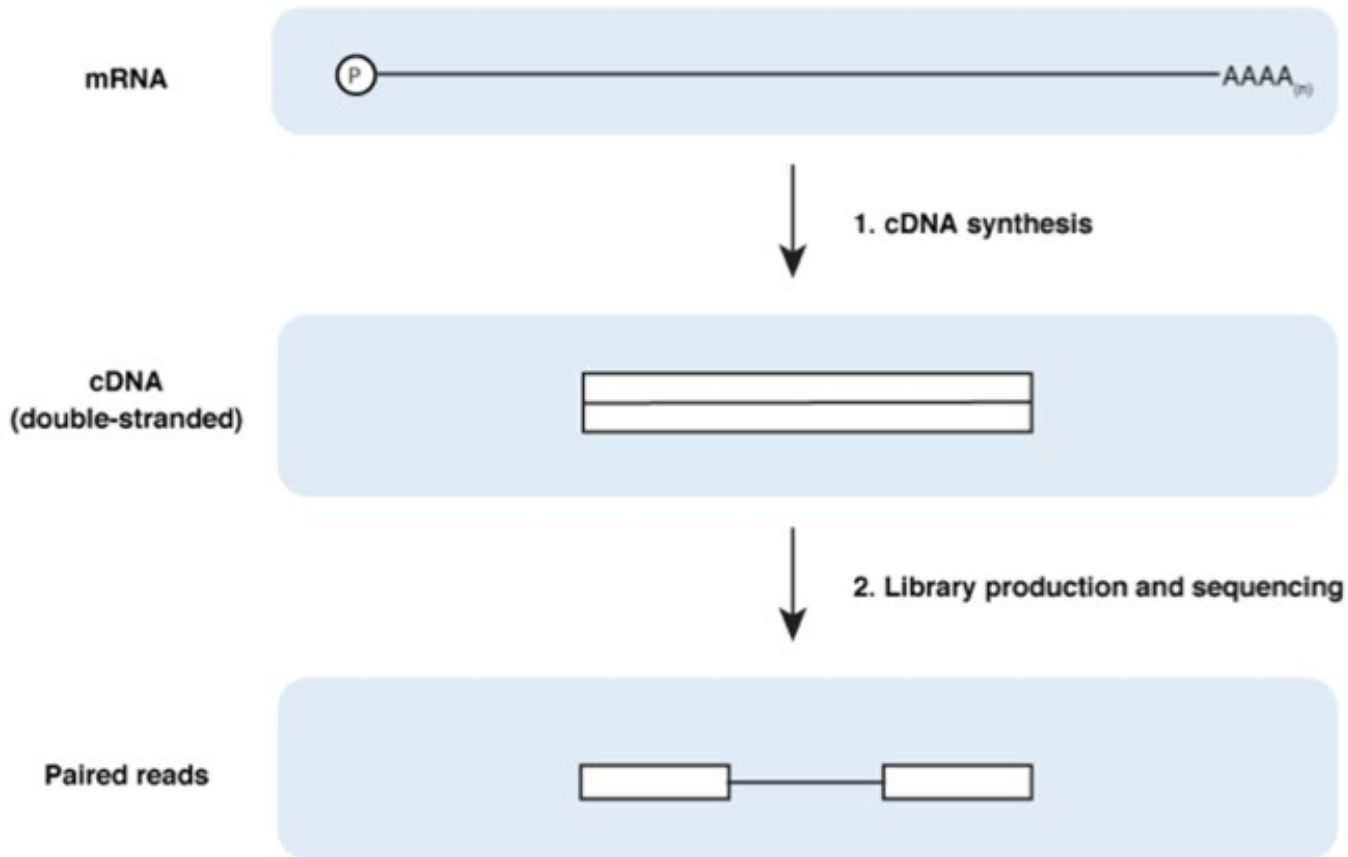 mRNA
P
AAAA(n)
1. cDNA synthesis
cDNA
(double-stranded)
2. Library production and sequencing
Paired reads